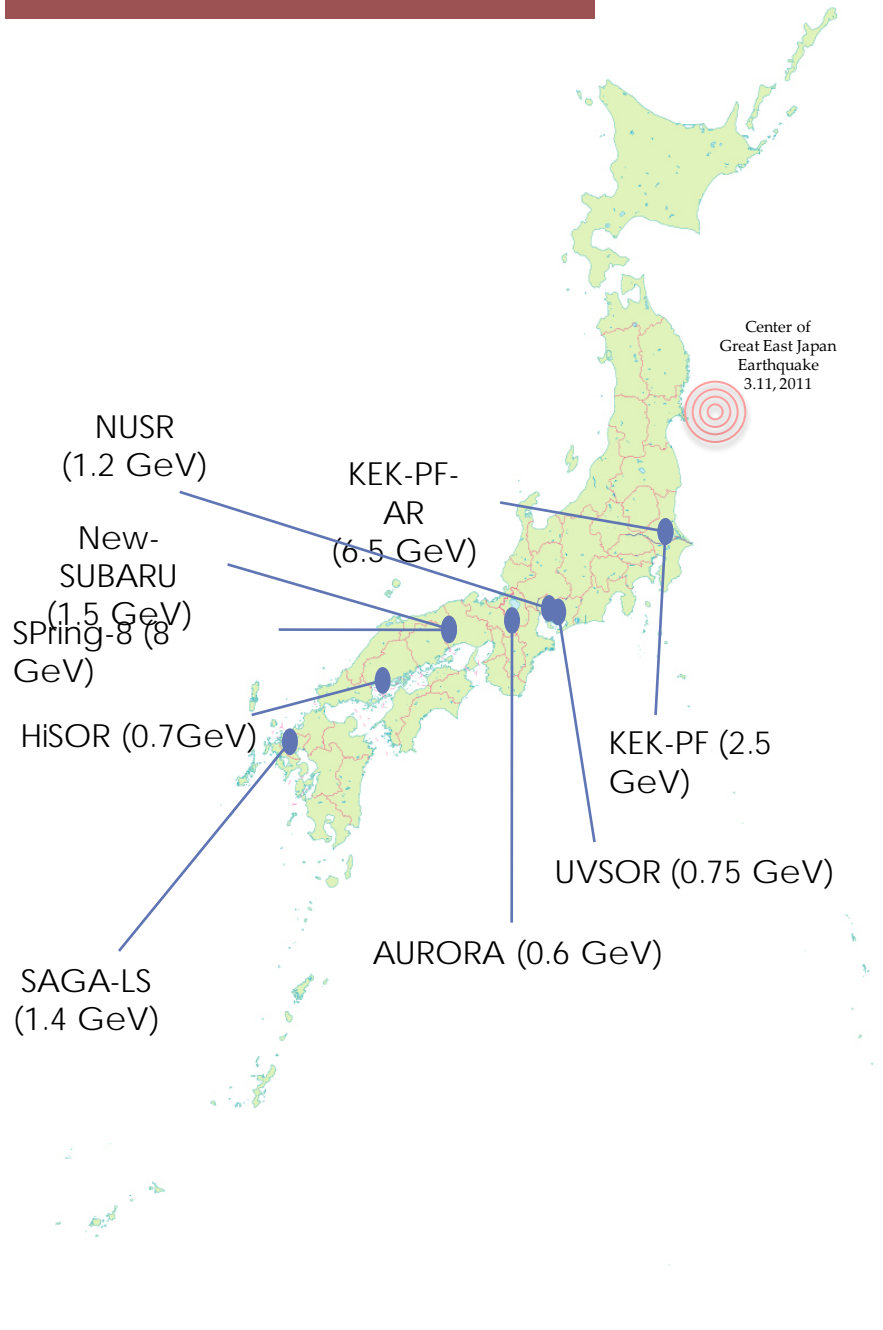 Center of
Great East Japan
Earthquake
3.11, 2011
NUSR
(1.2 GeV)
KEK-PF-
AR
(6.5 GeV)
New-
SUBARU
(1.5 GeV)
SPring-8 (8
GeV)
HiSOR (0.7GeV)
KEK-PF (2.5
GeV)
UVSOR (0.75 GeV)
AURORA (0.6 GeV)
SAGA-LS
(1.4 GeV)